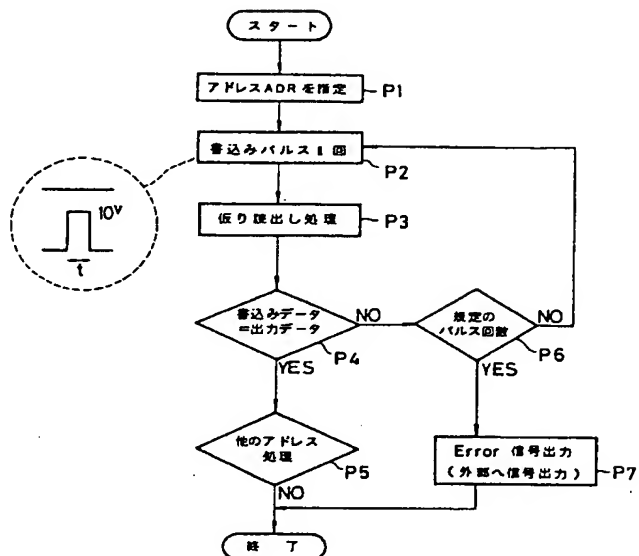 スタート
アドレスADRを指定
P1
書込みパルス1回
P2
10V
t
仮り読出し処理
P3
書込みデータ
=出力データ
NO
P4
YES
規定の
パルス回数
NO
P6
YES
他のアドレス
処理
P5
NO
Error 信号出力
(外部へ信号出力)
P7
終了